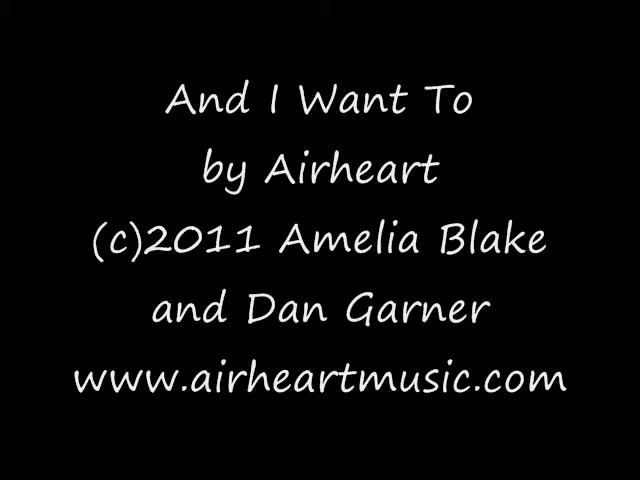 And I Want To
by Airheart
(c)2011 Amelia Blake
and Dan Garner
www.airheartmusic.com